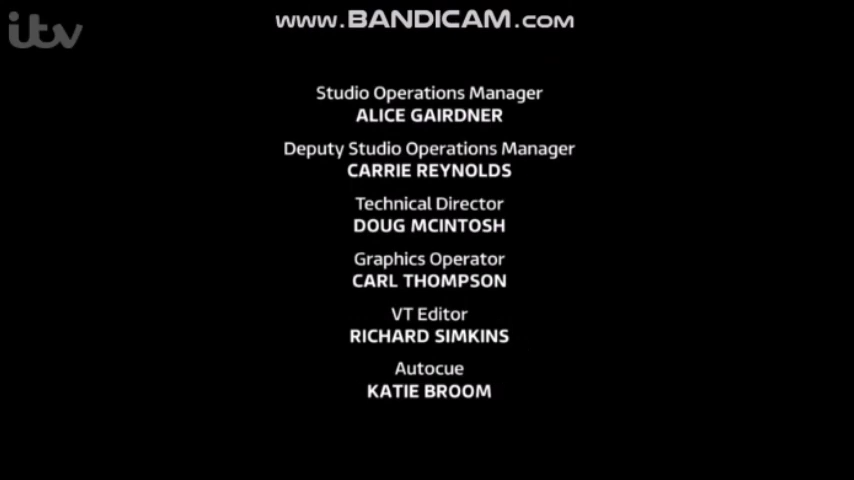 itv
www.BANDICAM.com
Studio Operations Manager
ALICE GAIRDNER
Deputy Studio Operations Manager
CARRIE REYNOLDS
Technical Director
DOUG MCINTOSH
Graphics Operator
CARL THOMPSON
VT Editor
RICHARD SIMKINS
Autocue
KATIE BROOM